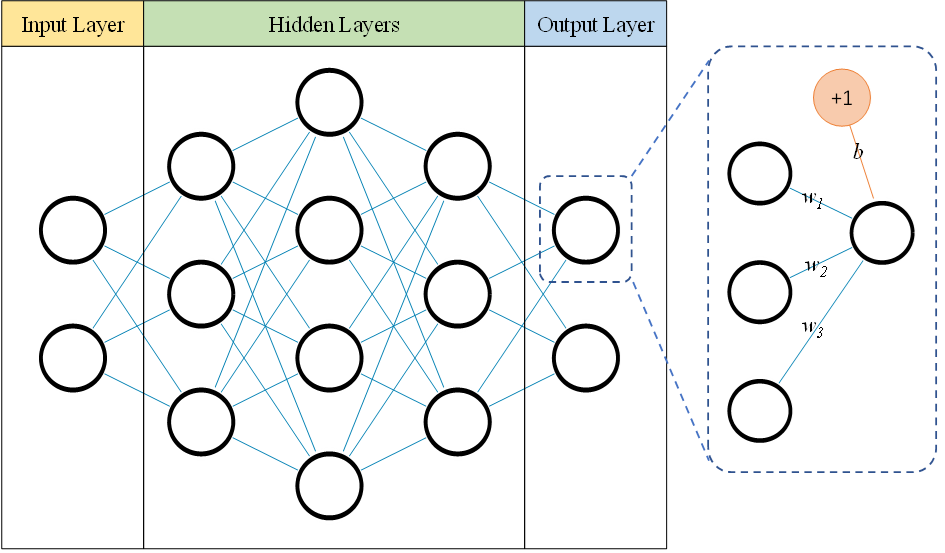 Input Layer
Hidden Layers
Output Layer
+1
b
w1
w2
w3